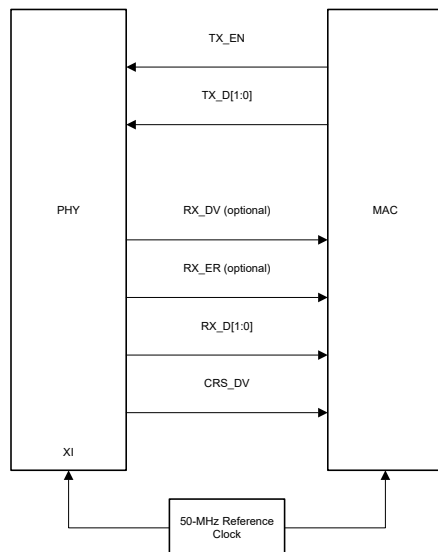 TX_EN
TX_D[1:0]
PHY
RX_DV (optional)
MAC
RX_ER (optional)
RX_D[1:0]
CRS_DV
XI
50-MHz Reference
Clock